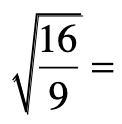 √(16/9) =